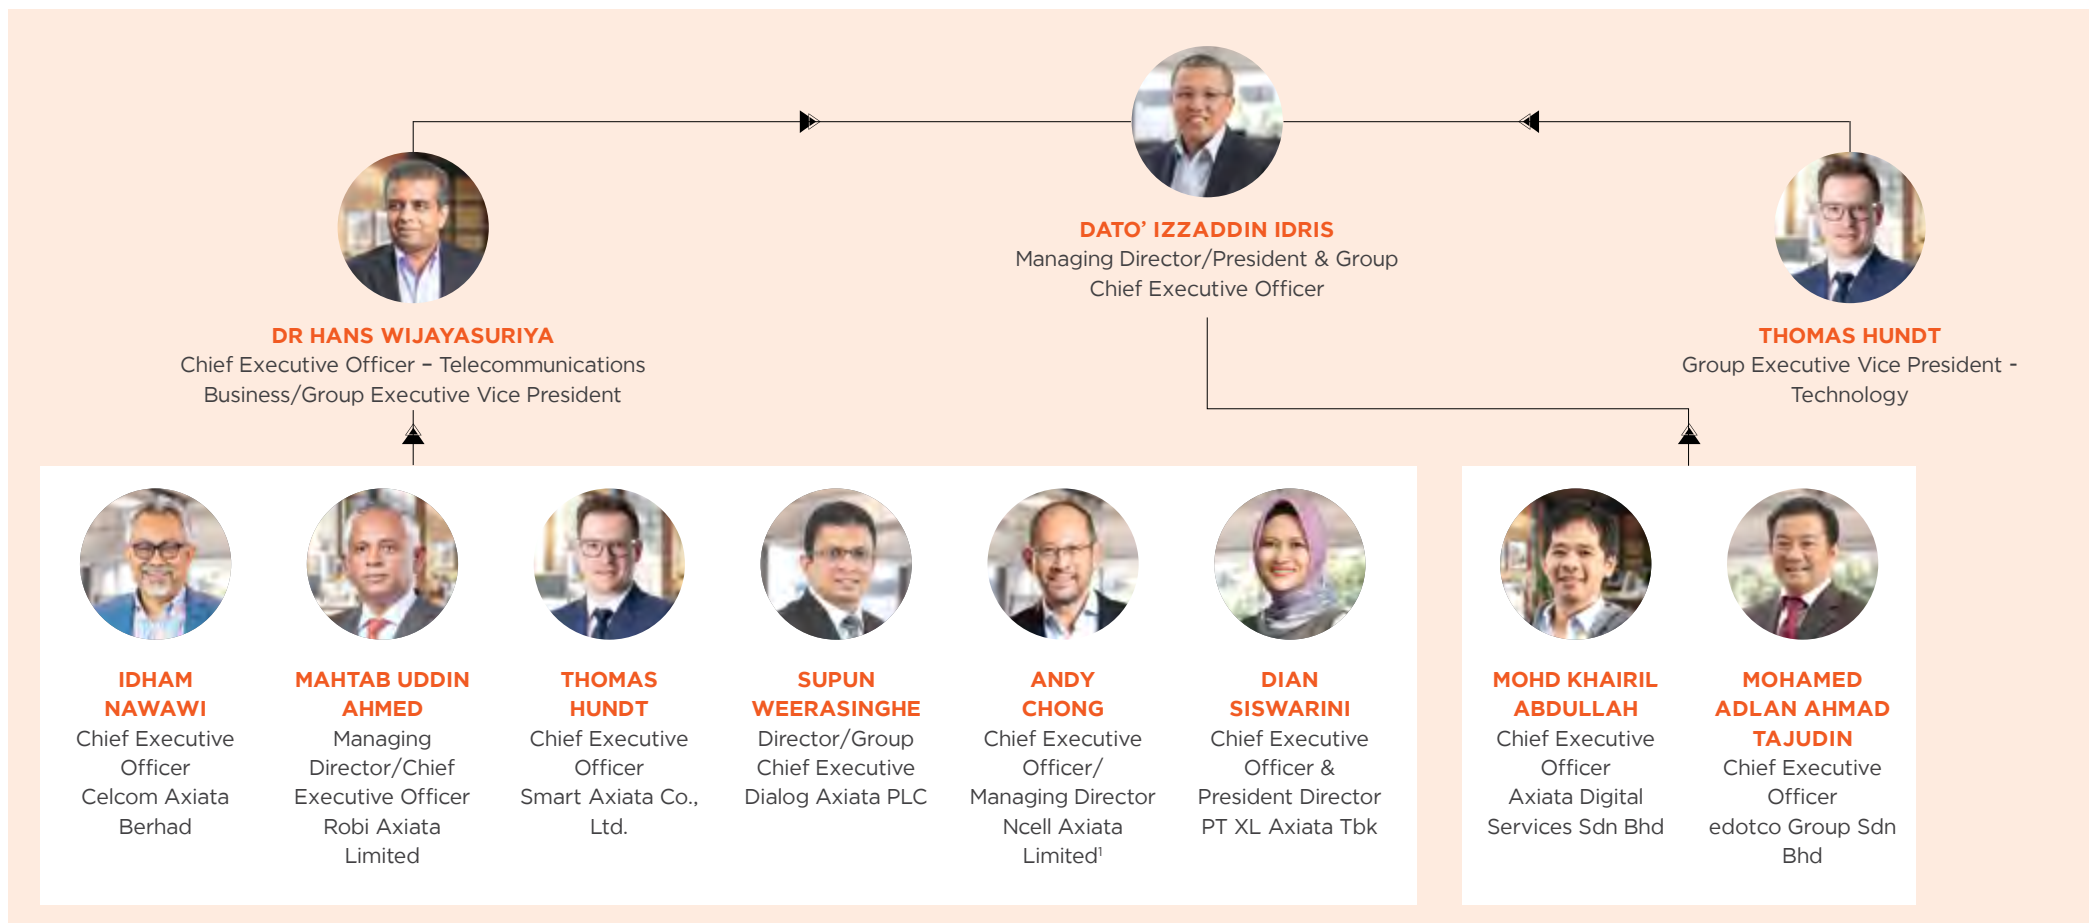 DATO’ IZZADDIN IDRIS
Managing Director/President & Group
Chief Executive Officer
DR HANS WIJAYASURIYA
Chief Executive Officer – Telecommunications
Business/Group Executive Vice President
THOMAS HUNDT
Group Executive Vice President -
Technology
IDHAM
NAWAWI
Chief Executive
Officer
Celcom Axiata
Berhad
MAHTAB UDDIN
AHMED
Managing
Director/Chief
Executive Officer
Robi Axiata
Limited
THOMAS
HUNDT
Chief Executive
Officer
Smart Axiata Co.,
Ltd.
SUPUN
WEERASINGHE
Director/Group
Chief Executive
Dialog Axiata PLC
ANDY
CHONG
Chief Executive
Officer/
Managing Director
Ncell Axiata
Limited¹
DIAN
SISWARINI
Chief Executive
Officer &
President Director
PT XL Axiata Tbk
MOHD KHAIRIL
ABDULLAH
Chief Executive
Officer
Axiata Digital
Services Sdn Bhd
MOHAMED
ADLAN AHMAD
TAJUDIN
Chief Executive
Officer
edotco Group Sdn
Bhd